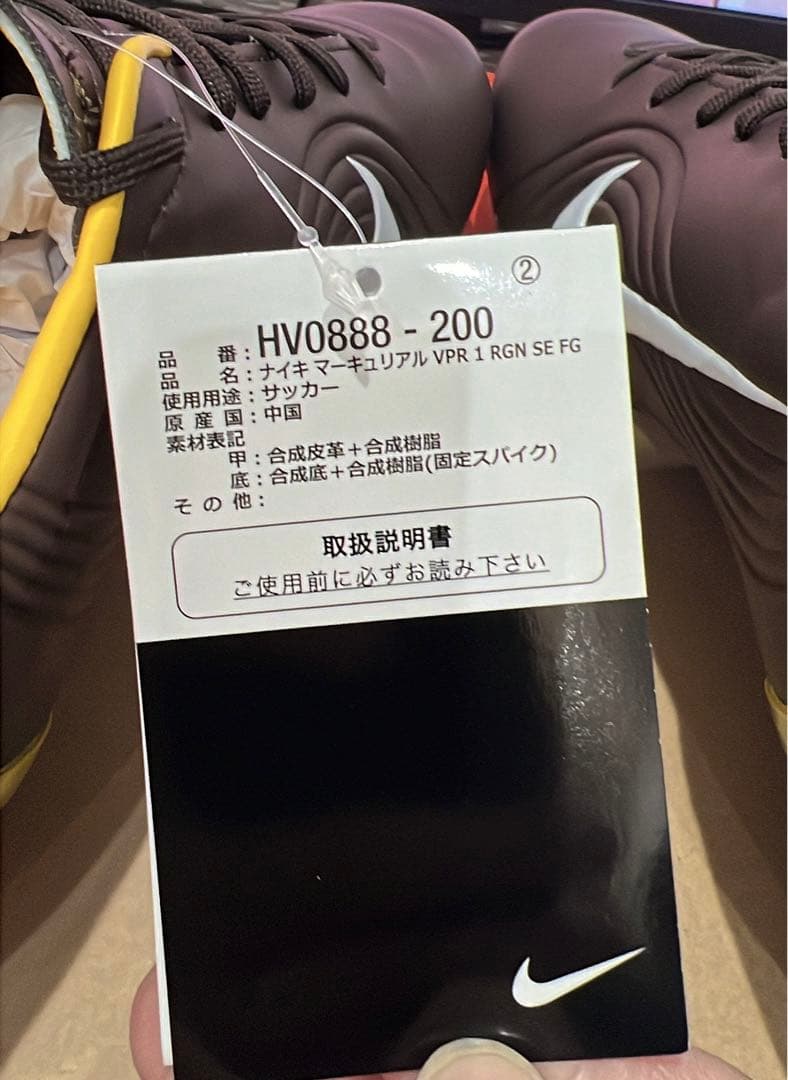 ②
品 番：HV0888 - 200
品 名：ナイキ マーキュリアル VPR 1 RGN SE FG
使用用途：サッカー
原 産 国：中国
素材表記
甲：合成皮革＋合成樹脂
底：合成底＋合成樹脂(固定スパイク)
そ の 他：
取扱説明書
ご使用前に必ずお読み下さい